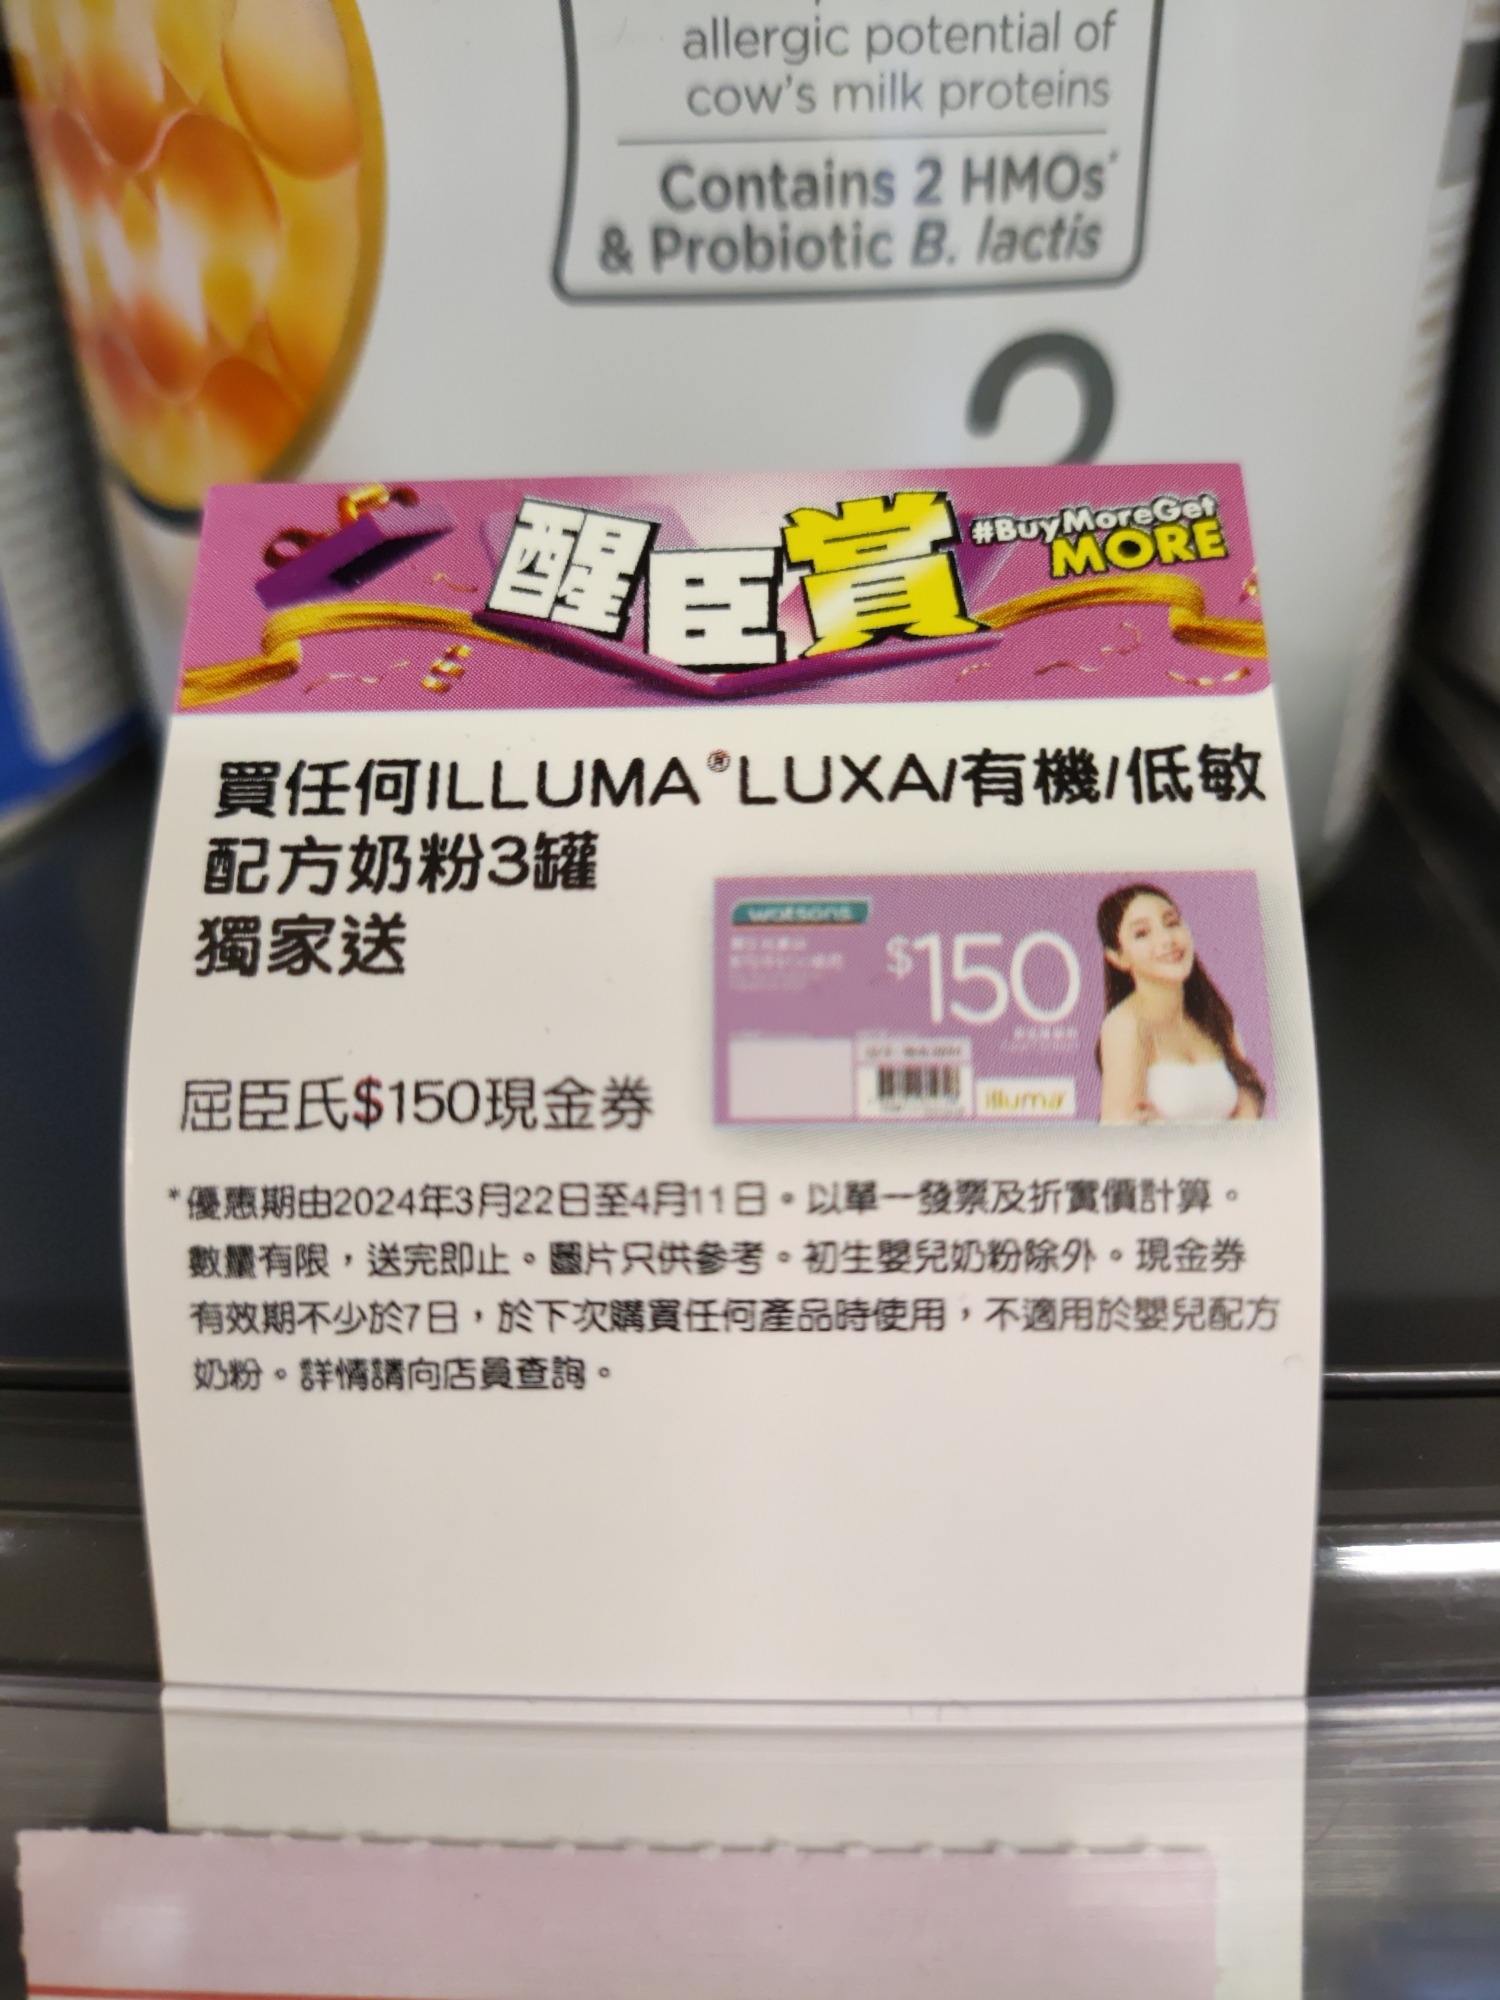 allergic potential of
cow's milk proteins
Contains 2 HMOs*
& Probiotic B. lactis
2
醒臣賞
#BuyMoreGet
MORE
買任何ILLUMA®LUXA/有機/低敏
配方奶粉3罐
獨家送
watsons
$150
illuma
屈臣氏$150現金券
*優惠期由2024年3月22日至4月11日。以單一發票及折實價計算。
數量有限，送完即止。圖片只供參考。初生嬰兒奶粉除外。現金券
有效期不少於7日，於下次購買任何產品時使用，不適用於嬰兒配方
奶粉。詳情請向店員查詢。